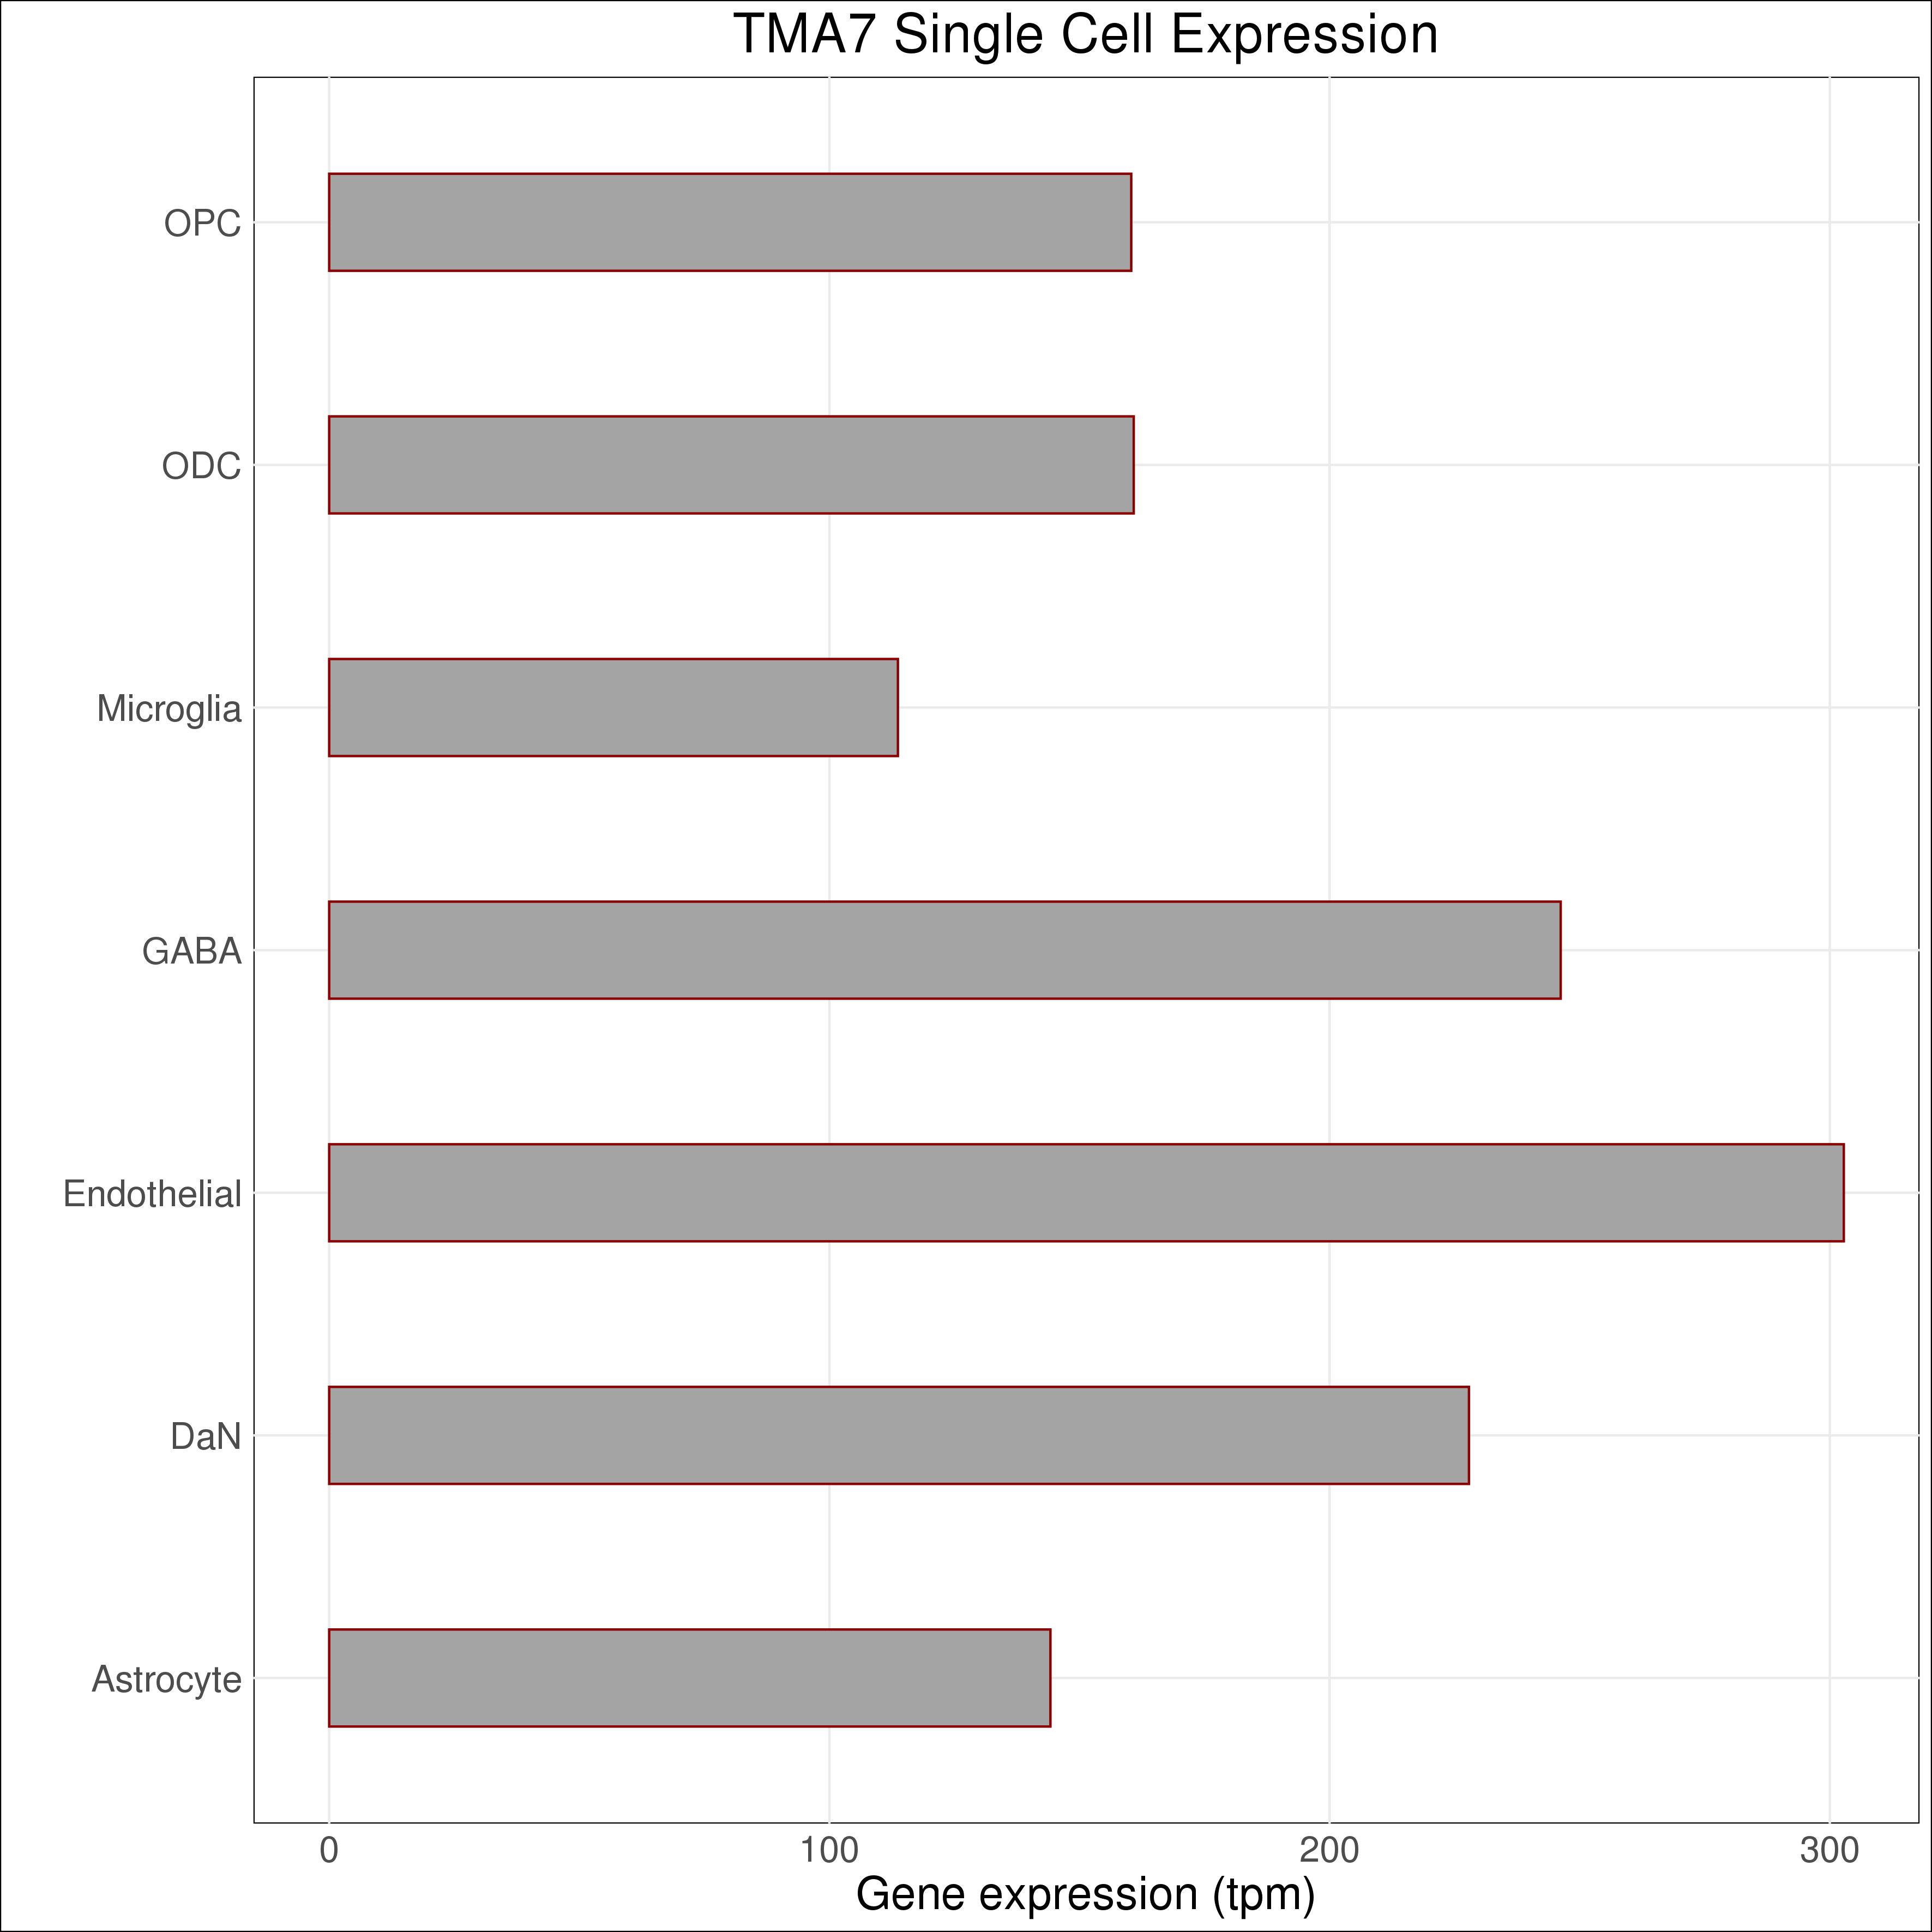 TMA7 Single Cell Expression
OPC
ODC
Microglia
GABA
Endothelial
DaN
Astrocyte
0 100 200 300
Gene expression (tpm)